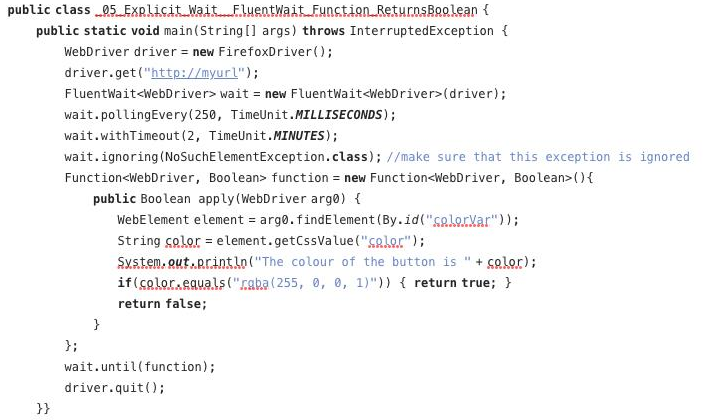 public class _05_Explicit_Wait__FluentWait_Function_ReturnsBoolean {
public static void main(String[] args) throws InterruptedException {
WebDriver driver = new FirefoxDriver();
driver.get("http://myurl");
FluentWait<WebDriver> wait = new FluentWait<WebDriver>(driver);
wait.pollingEvery(250, TimeUnit.MILLISECONDS);
wait.withTimeout(2, TimeUnit.MINUTES);
wait.ignoring(NoSuchElementException.class); //make sure that this exception is ignored
Function<WebDriver, Boolean> function = new Function<WebDriver, Boolean>(){
public Boolean apply(WebDriver arg0) {
WebElement element = arg0.findElement(By.id("colorVar"));
String color = element.getCssValue("color");
System.out.println("The colour of the button is " + color);
if(color.equals("rgba(255, 0, 0, 1)")) { return true; }
return false;
}
};
wait.until(function);
driver.quit();
}}